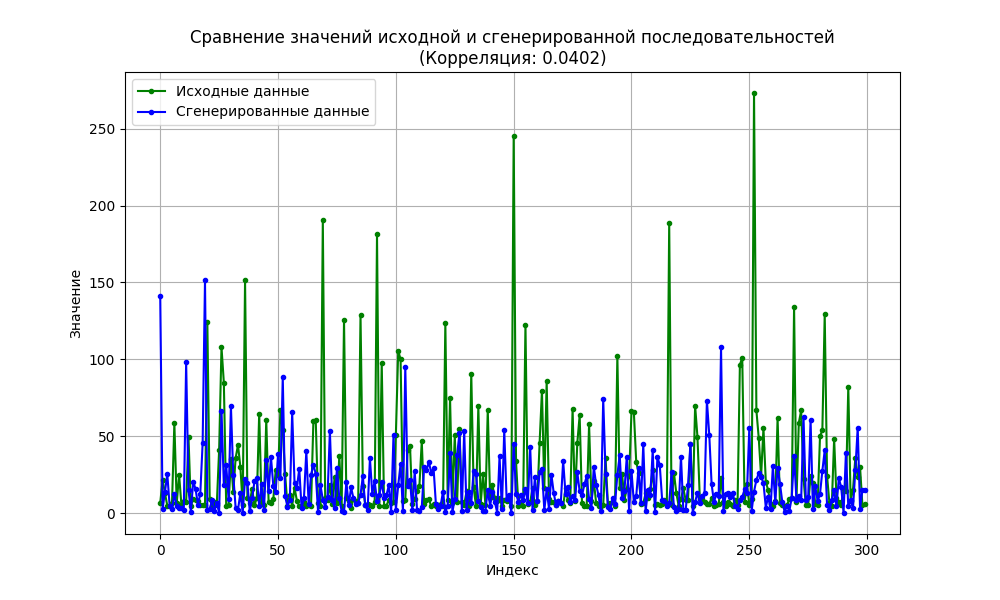 Сравнение значений исходной и сгенерированной последовательностей
(Корреляция: 0.0402)
Исходные данные
Сгенерированные данные
250
200
150
100
50
0
Значение
0 50 100 150 200 250 300
Индекс